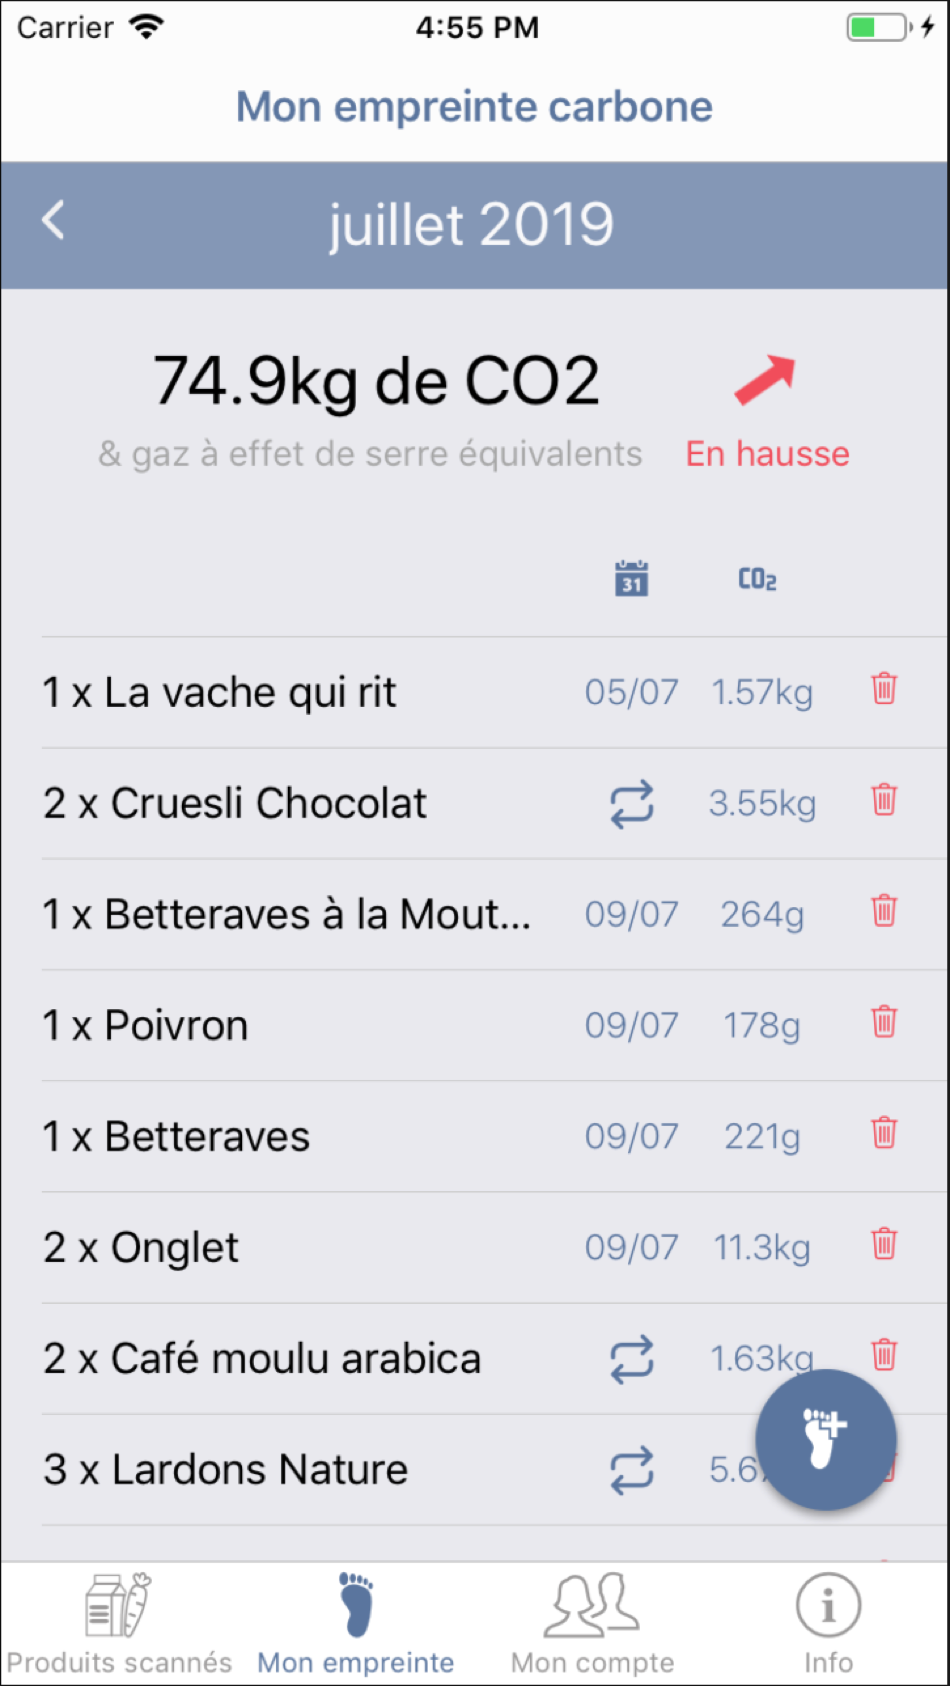 Carrier 4:55 PM
Mon empreinte carbone
juillet 2019
74.9kg de CO2
& gaz à effet de serre équivalents En hausse
31 CO2
1 x La vache qui rit 05/07 1.57kg
2 x Cruesli Chocolat 3.55kg
1 x Betteraves à la Mout... 09/07 264g
1 x Poivron 09/07 178g
1 x Betteraves 09/07 221g
2 x Onglet 09/07 11.3kg
2 x Café moulu arabica 1.63kg
3 x Lardons Nature
Produits scannés Mon empreinte Mon compte Info